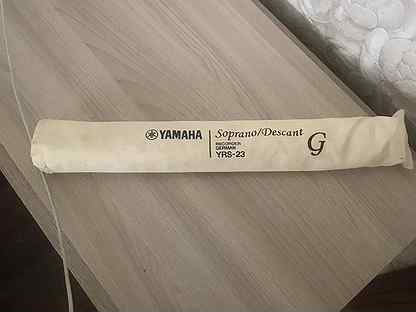 YAMAHA
Soprano/Descant
RECORDER
GERMAN
YRS-23
G